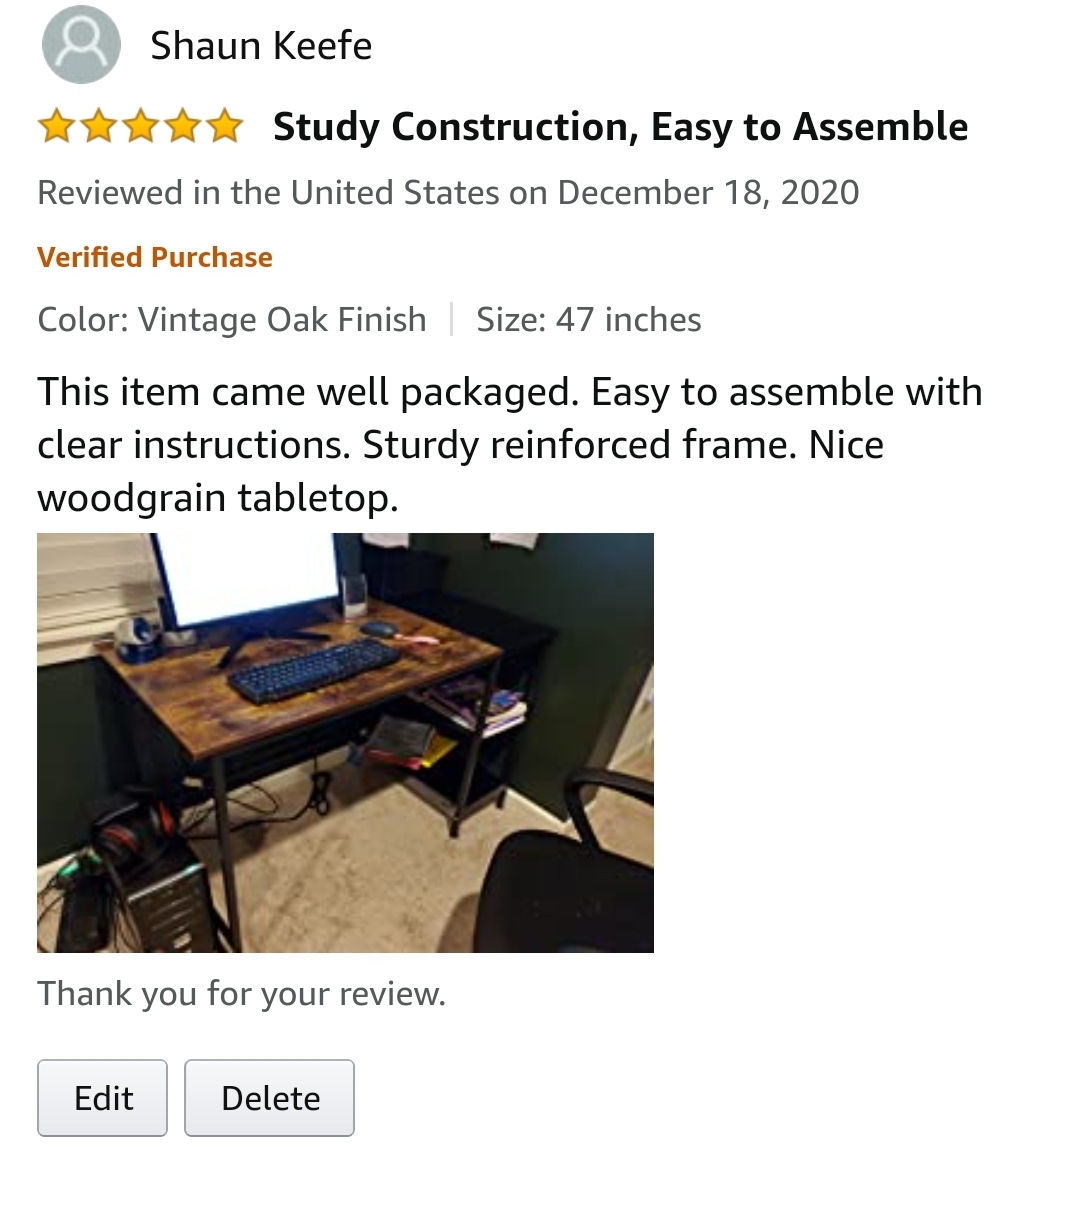 Shaun Keefe
Study Construction, Easy to Assemble
Reviewed in the United States on December 18, 2020
Verified Purchase
Color: Vintage Oak Finish | Size: 47 inches
This item came well packaged. Easy to assemble with
clear instructions. Sturdy reinforced frame. Nice
woodgrain tabletop.
Thank you for your review.
Edit Delete